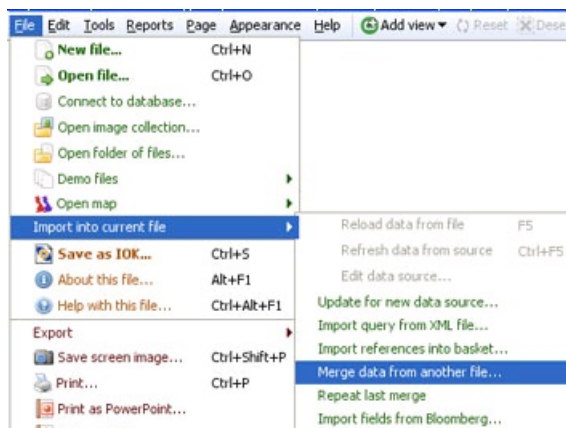 File Edit Tools Reports Page Appearance Help Add view Reset Dese
New file... Ctrl+N
Open file... Ctrl+O
Connect to database...
Open image collection...
Open folder of files...
Demo files
Open map
Import into current file
Reload data from file F5
Save as IOK... Ctrl+S
Refresh data from source Ctrl+F5
About this file... Alt+F1
Edit data source...
Help with this file... Ctrl+Alt+F1
Update for new data source...
Export
Import query from XML file...
Save screen image... Ctrl+Shift+P
Import references into basket...
Print... Ctrl+P
Merge data from another file...
Print as PowerPoint...
Repeat last merge
Import fields from Bloomberg...